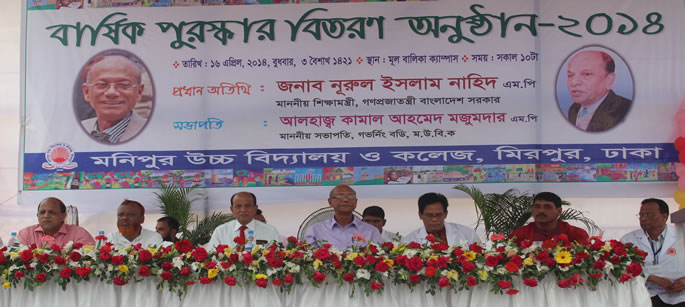 বার্ষিক পুরস্কার বিতরণ অনুষ্ঠান-২০১৪
* তারিখ : ১৬ এপ্রিল, ২০১৪, বুধবার, ৩ বৈশাখ ১৪২১ * স্থান : মূল বালিকা ক্যাম্পাস * সময় : সকাল ১০টা
প্রধান অতিথি : জনাব নুরুল ইসলাম নাহিদ এম.পি
মাননীয় শিক্ষামন্ত্রী, গণপ্রজাতন্ত্রী বাংলাদেশ সরকার
সভাপতি : আলহাজ্ব কামাল আহমেদ মজুমদার এম.পি
মাননীয় সভাপতি, গভর্নিং বডি, ম.উ.বি.ক
মনিপুর উচ্চ বিদ্যালয় ও কলেজ, মিরপুর, ঢাকা